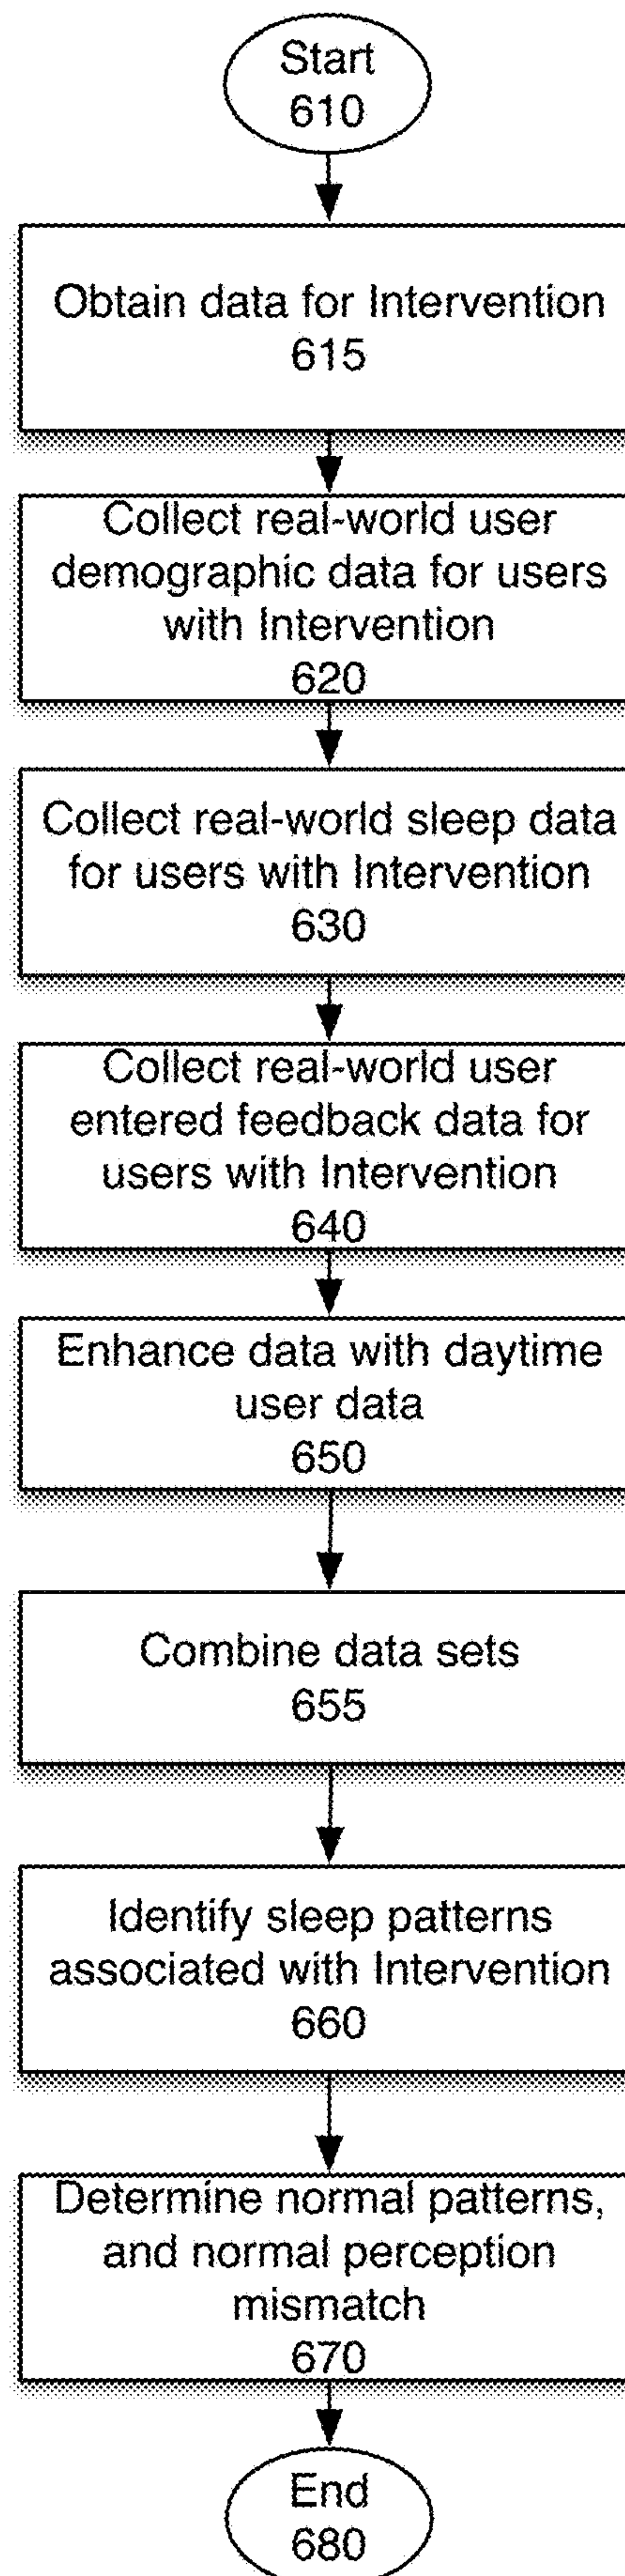 Start
610
Obtain data for Intervention
615
Collect real-world user
demographic data for users
with Intervention
620
Collect real-world sleep data
for users with Intervention
630
Collect real-world user
entered feedback data for
users with Intervention
640
Enhance data with daytime
user data
650
Combine data sets
655
Identify sleep patterns
associated with Intervention
660
Determine normal patterns,
and normal perception
mismatch
670
End
680